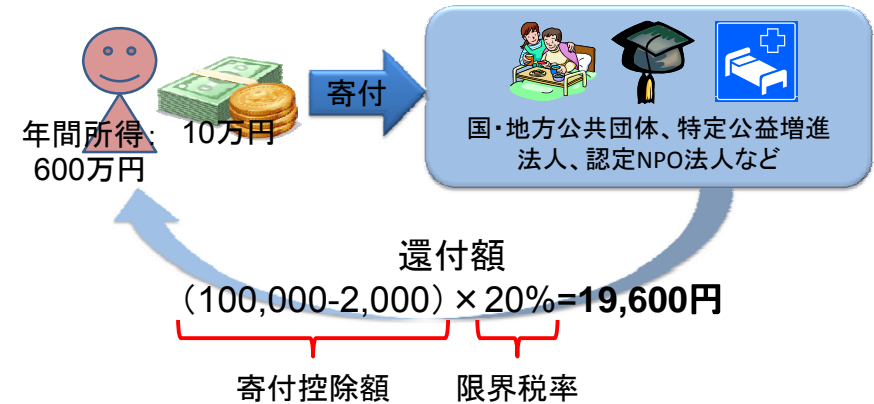 年間所得：
600万円
10万円
寄付
国・地方公共団体、特定公益増進
法人、認定NPO法人など
還付額
（100,000-2,000）×20%=19,600円
寄付控除額
限界税率